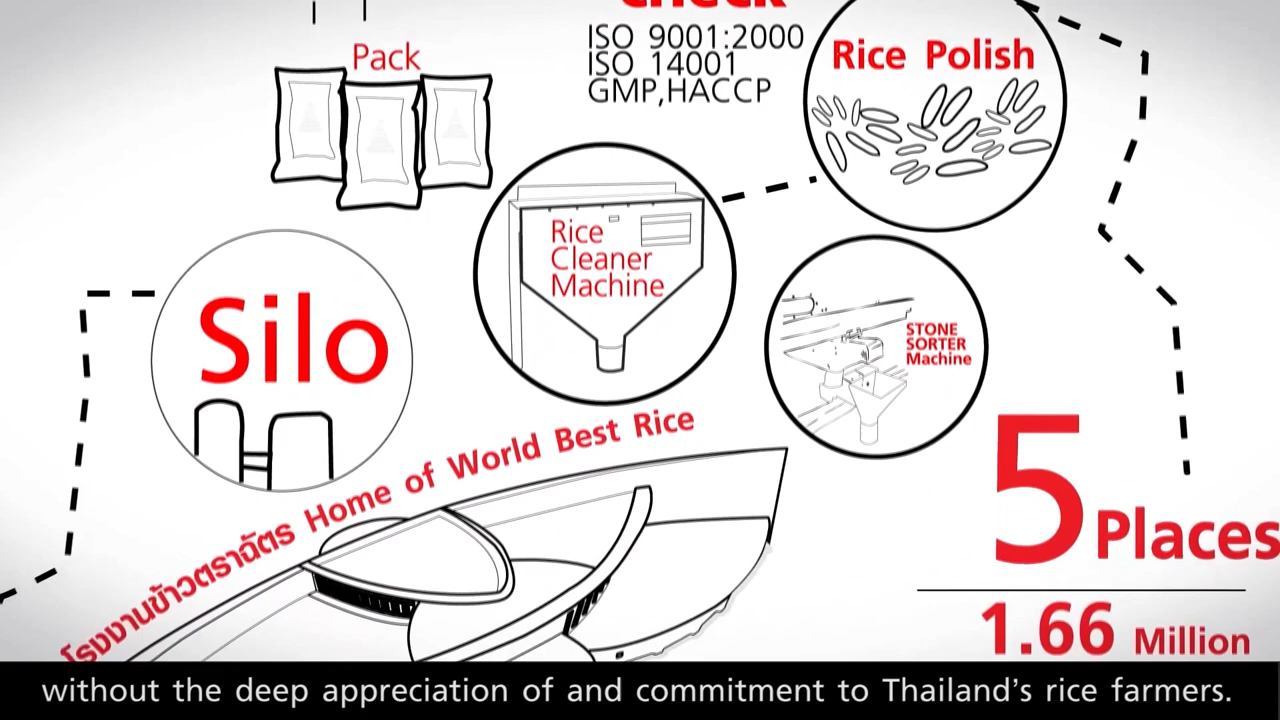 check
Pack
ISO 9001:2000
ISO 14001
GMP,HACCP
Rice Polish
Rice
Cleaner
Machine
Silo
STONE
SORTER
Machine
โรงงานข้าวตราฉัตร Home of World Best Rice
5 Places
1.66 Million
without the deep appreciation of and commitment to Thailand's rice farmers.